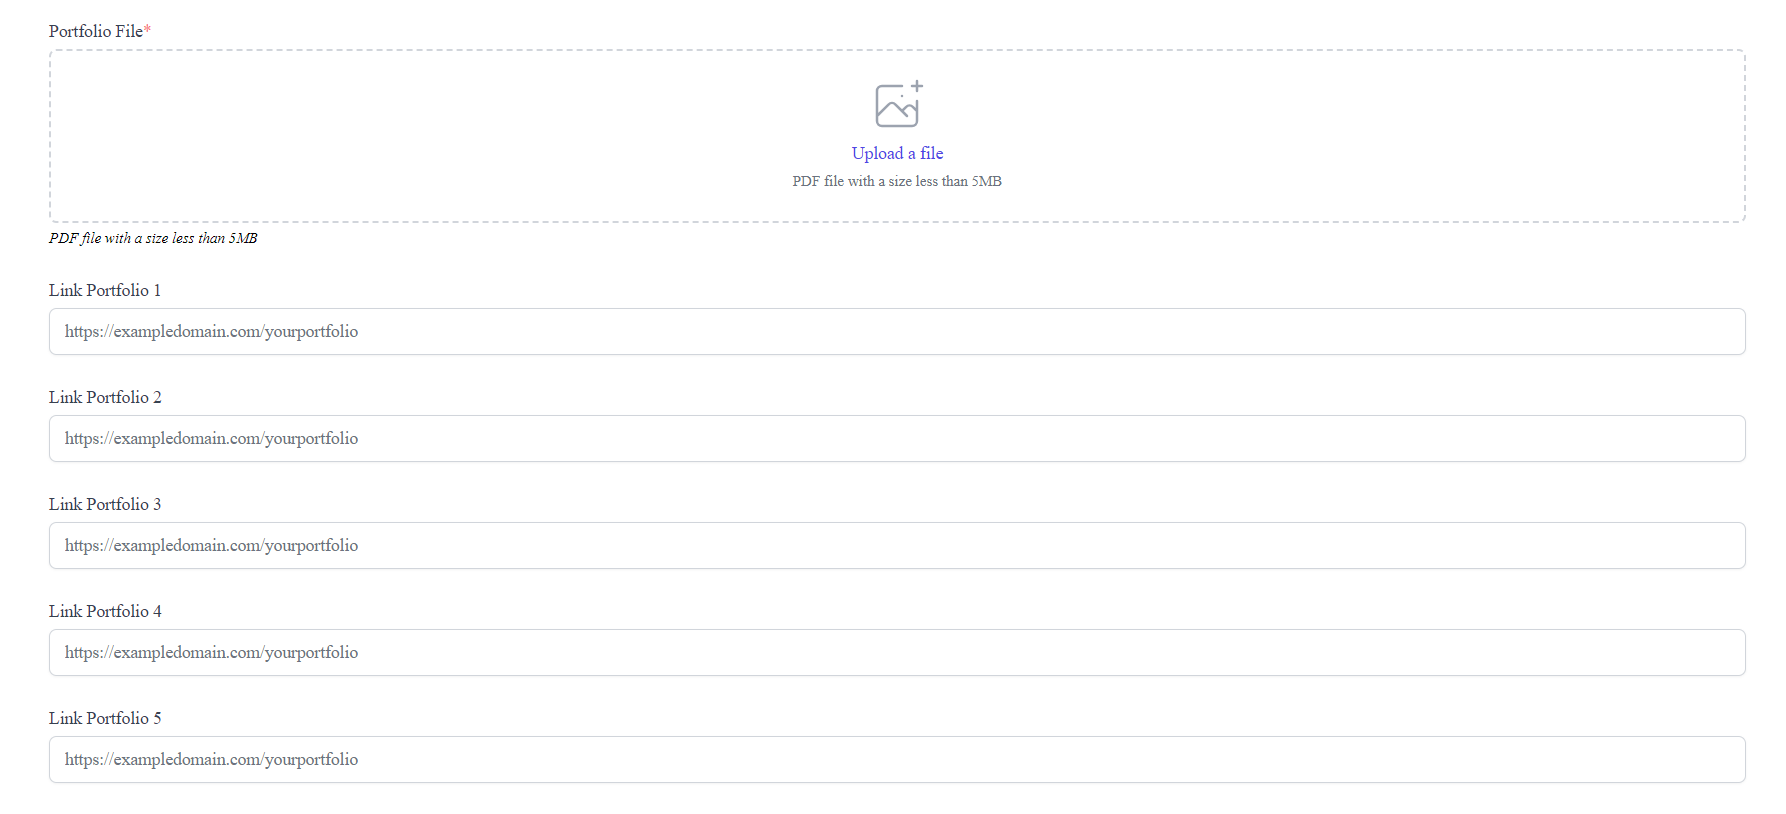 Portfolio File*
Upload a file
PDF file with a size less than 5MB
PDF file with a size less than 5MB
Link Portfolio 1
https://exampledomain.com/yourportfolio
Link Portfolio 2
https://exampledomain.com/yourportfolio
Link Portfolio 3
https://exampledomain.com/yourportfolio
Link Portfolio 4
https://exampledomain.com/yourportfolio
Link Portfolio 5
https://exampledomain.com/yourportfolio